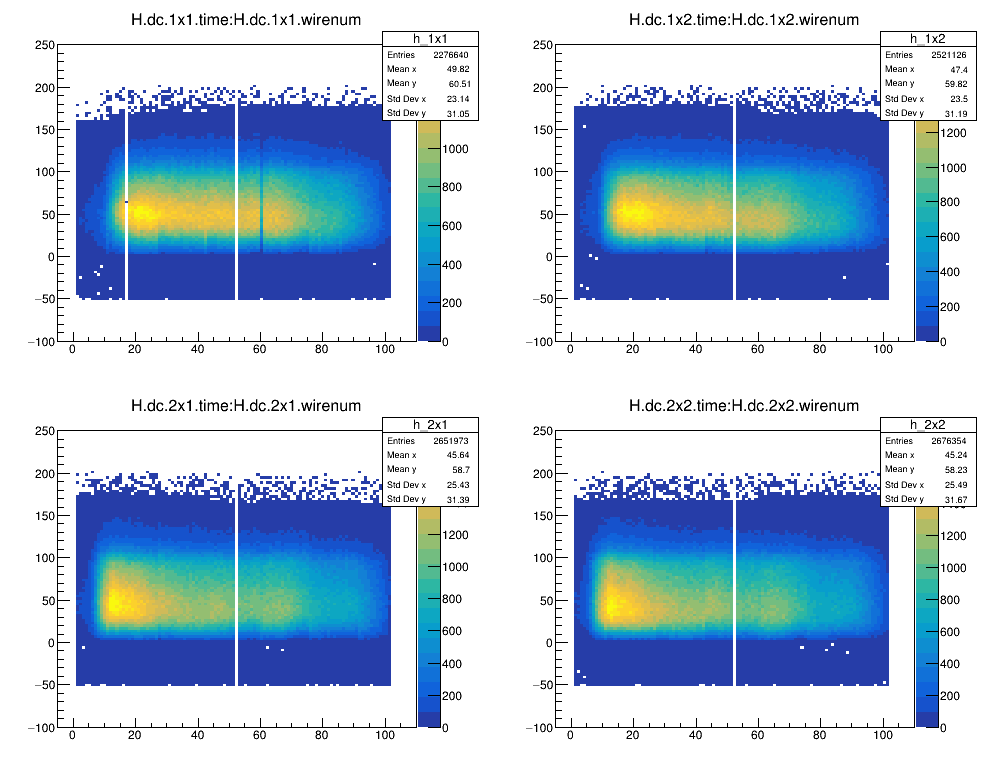 H.dc.1x1.time:H.dc.1x1.wirenum
h_1x1
Entries 2276640
Mean x 49.82
Mean y 60.51
Std Dev x 23.14
Std Dev y 31.05
250
200
150
100
50
0
−50
−100
0 20 40 60 80 100
1000
800
600
400
200
0
H.dc.1x2.time:H.dc.1x2.wirenum
h_1x2
Entries 2521126
Mean x 47.4
Mean y 59.82
Std Dev x 23.5
Std Dev y 31.19
250
200
150
100
50
0
−50
−100
0 20 40 60 80 100
1200
1000
800
600
400
200
0
H.dc.2x1.time:H.dc.2x1.wirenum
h_2x1
Entries 2651973
Mean x 45.64
Mean y 58.7
Std Dev x 25.43
Std Dev y 31.39
250
200
150
100
50
0
−50
−100
0 20 40 60 80 100
1200
1000
800
600
400
200
0
H.dc.2x2.time:H.dc.2x2.wirenum
h_2x2
Entries 2676354
Mean x 45.24
Mean y 58.23
Std Dev x 25.49
Std Dev y 31.67
250
200
150
100
50
0
−50
−100
0 20 40 60 80 100
1200
1000
800
600
400
200
0